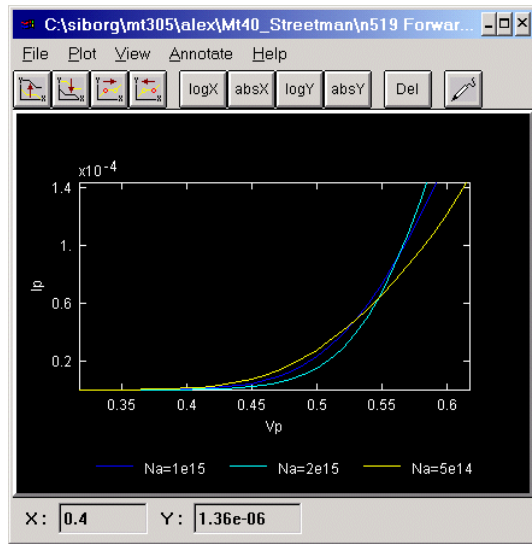 C:\siborg\mt305\alex\Mt40_Streetman\n519 Forwar...
File Plot View Annotate Help
x x x x logX absX logY absY Del
x10-4
1.4
1.
0.6
0.2
Ip
0.35 0.4 0.45 0.5 0.55 0.6
Vp
Na=1e15 Na=2e15 Na=5e14
X: 0.4 Y: 1.36e-06